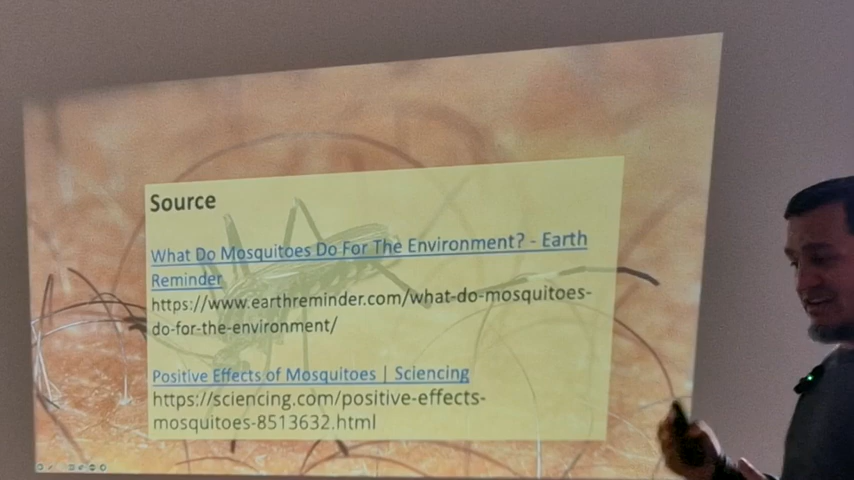 Source
What Do Mosquitoes Do For The Environment? - Earth
Reminder
https://www.earthreminder.com/what-do-mosquitoes-
do-for-the-environment/
Positive Effects of Mosquitoes | Sciencing
https://sciencing.com/positive-effects-
mosquitoes-8513632.html